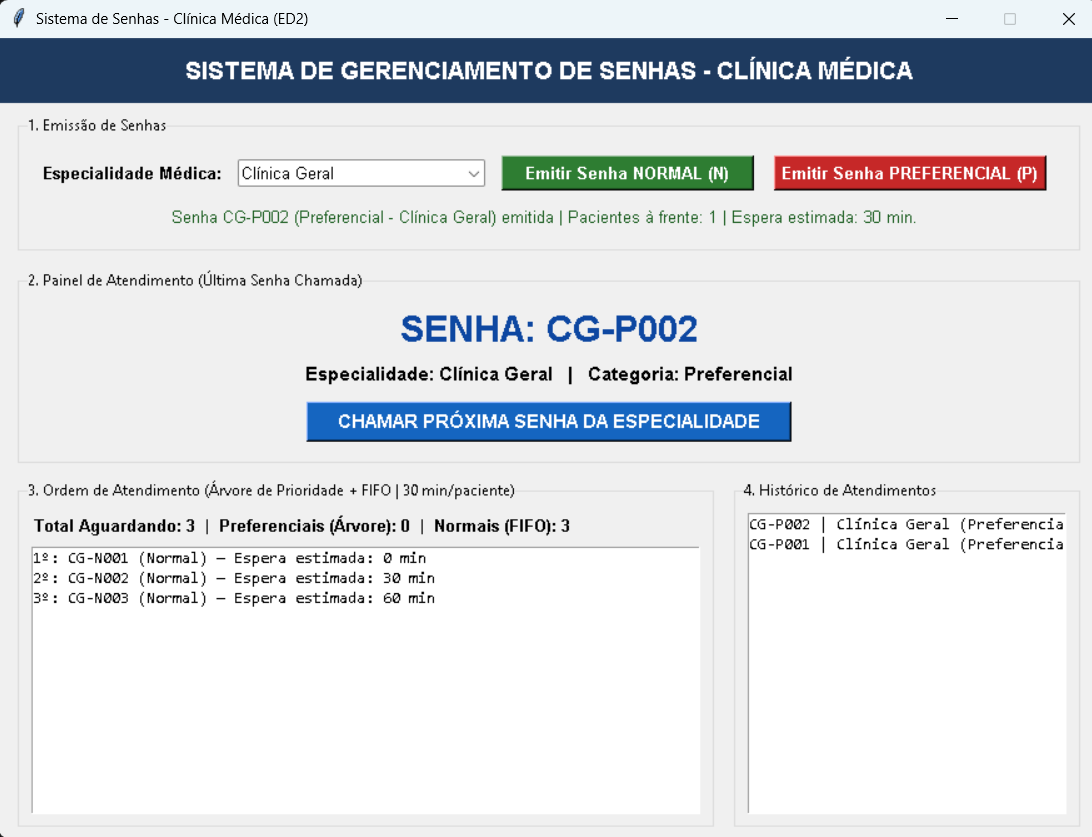 Sistema de Senhas - Clínica Médica (ED2)
SISTEMA DE GERENCIAMENTO DE SENHAS - CLÍNICA MÉDICA
1. Emissão de Senhas
Especialidade Médica: Clínica Geral Emitir Senha NORMAL (N) Emitir Senha PREFERENCIAL (P)
Senha CG-P002 (Preferencial - Clínica Geral) emitida | Pacientes à frente: 1 | Espera estimada: 30 min.
2. Painel de Atendimento (Última Senha Chamada)
SENHA: CG-P002
Especialidade: Clínica Geral | Categoria: Preferencial
CHAMAR PRÓXIMA SENHA DA ESPECIALIDADE
3. Ordem de Atendimento (Árvore de Prioridade + FIFO | 30 min/paciente)
Total Aguardando: 3 | Preferenciais (Árvore): 0 | Normais (FIFO): 3
1º: CG-N001 (Normal) — Espera estimada: 0 min
2º: CG-N002 (Normal) — Espera estimada: 30 min
3º: CG-N003 (Normal) — Espera estimada: 60 min
4. Histórico de Atendimentos
CG-P002 | Clínica Geral (Preferencia
CG-P001 | Clínica Geral (Preferencia